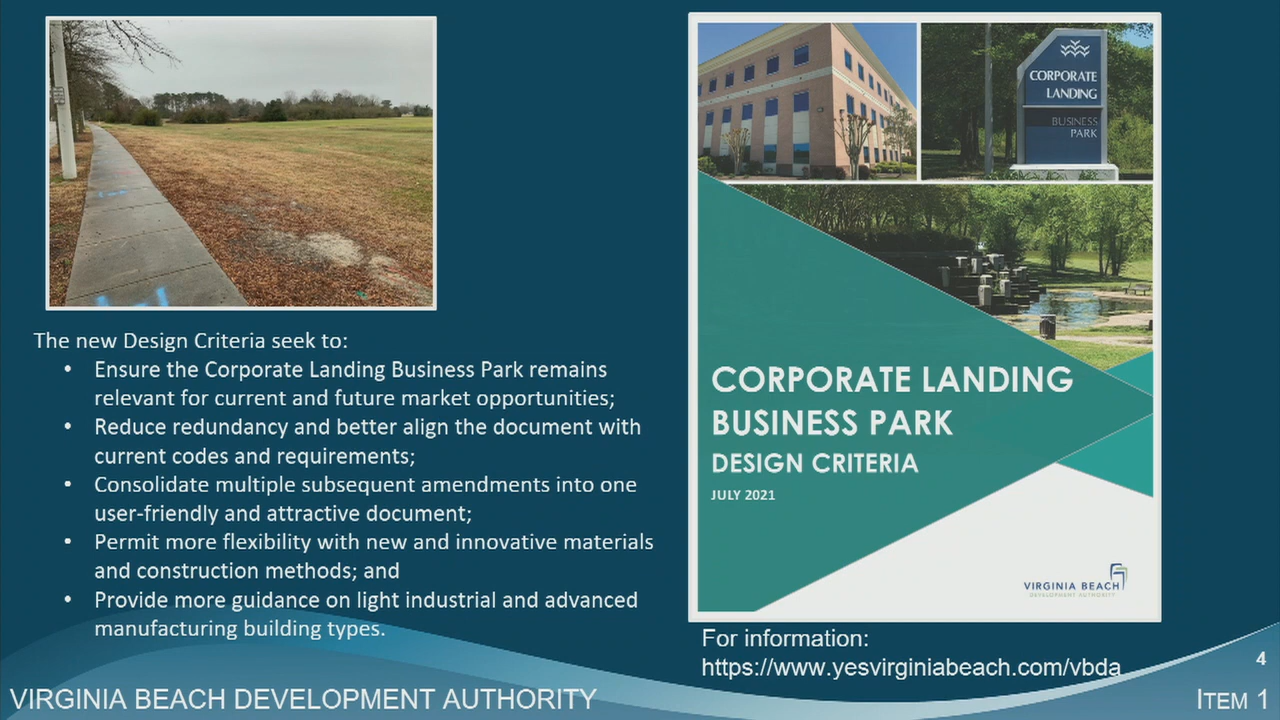 The new Design Criteria seek to:
• Ensure the Corporate Landing Business Park remains
relevant for current and future market opportunities;
• Reduce redundancy and better align the document with
current codes and requirements;
• Consolidate multiple subsequent amendments into one
user-friendly and attractive document;
• Permit more flexibility with new and innovative materials
and construction methods; and
• Provide more guidance on light industrial and advanced
manufacturing building types.
CORPORATE
LANDING
BUSINESS
PARK
CORPORATE LANDING
BUSINESS PARK
DESIGN CRITERIA
JULY 2021
VIRGINIA BEACH
DEVELOPMENT AUTHORITY
For information:
https://www.yesvirginiabeach.com/vbda
4
VIRGINIA BEACH DEVELOPMENT AUTHORITY
ITEM 1